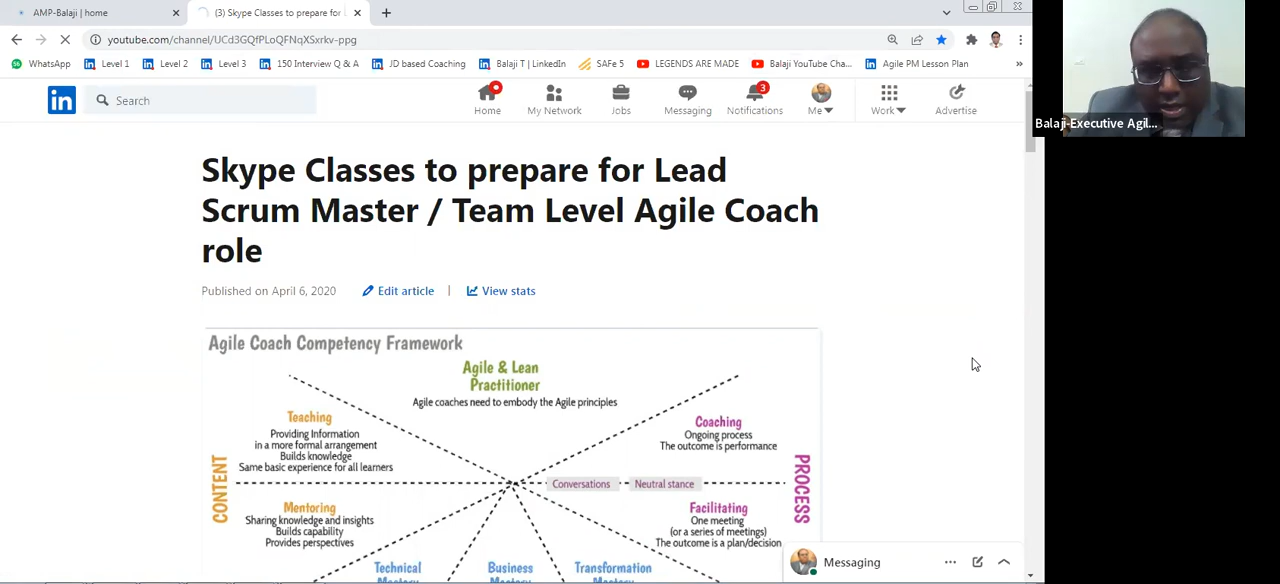 AMP-Balaji | home
(3) Skype Classes to prepare for
youtube.com/channel/UCd3GQfPLoQFNqXSxrkv-ppg
WhatsApp Level 1 Level 2 Level 3 150 Interview Q & A JD based Coaching Balaji T | LinkedIn SAFe 5 LEGENDS ARE MADE Balaji YouTube Cha... Agile PM Lesson Plan »
in Search
3
Home My Network Jobs Messaging Notifications Me Work Advertise
Balaji-Executive Agil...
Skype Classes to prepare for Lead
Scrum Master / Team Level Agile Coach
role
Published on April 6, 2020 Edit article | View stats
Agile Coach Competency Framework
Agile & Lean
Practitioner
Agile coaches need to embody the Agile principles
Teaching
Providing Information
in a more formal arrangement
Builds knowledge
Same basic experience for all learners
Coaching
Ongoing process
The outcome is performance
CONTENT
Conversations Neutral stance
PROCESS
Mentoring
Sharing knowledge and insights
Builds capability
Provides perspectives
Facilitating
One meeting
(or a series of meetings)
The outcome is a plan/decision
Technical
Mastery
Business
Mastery
Transformation
Mastery
Messaging